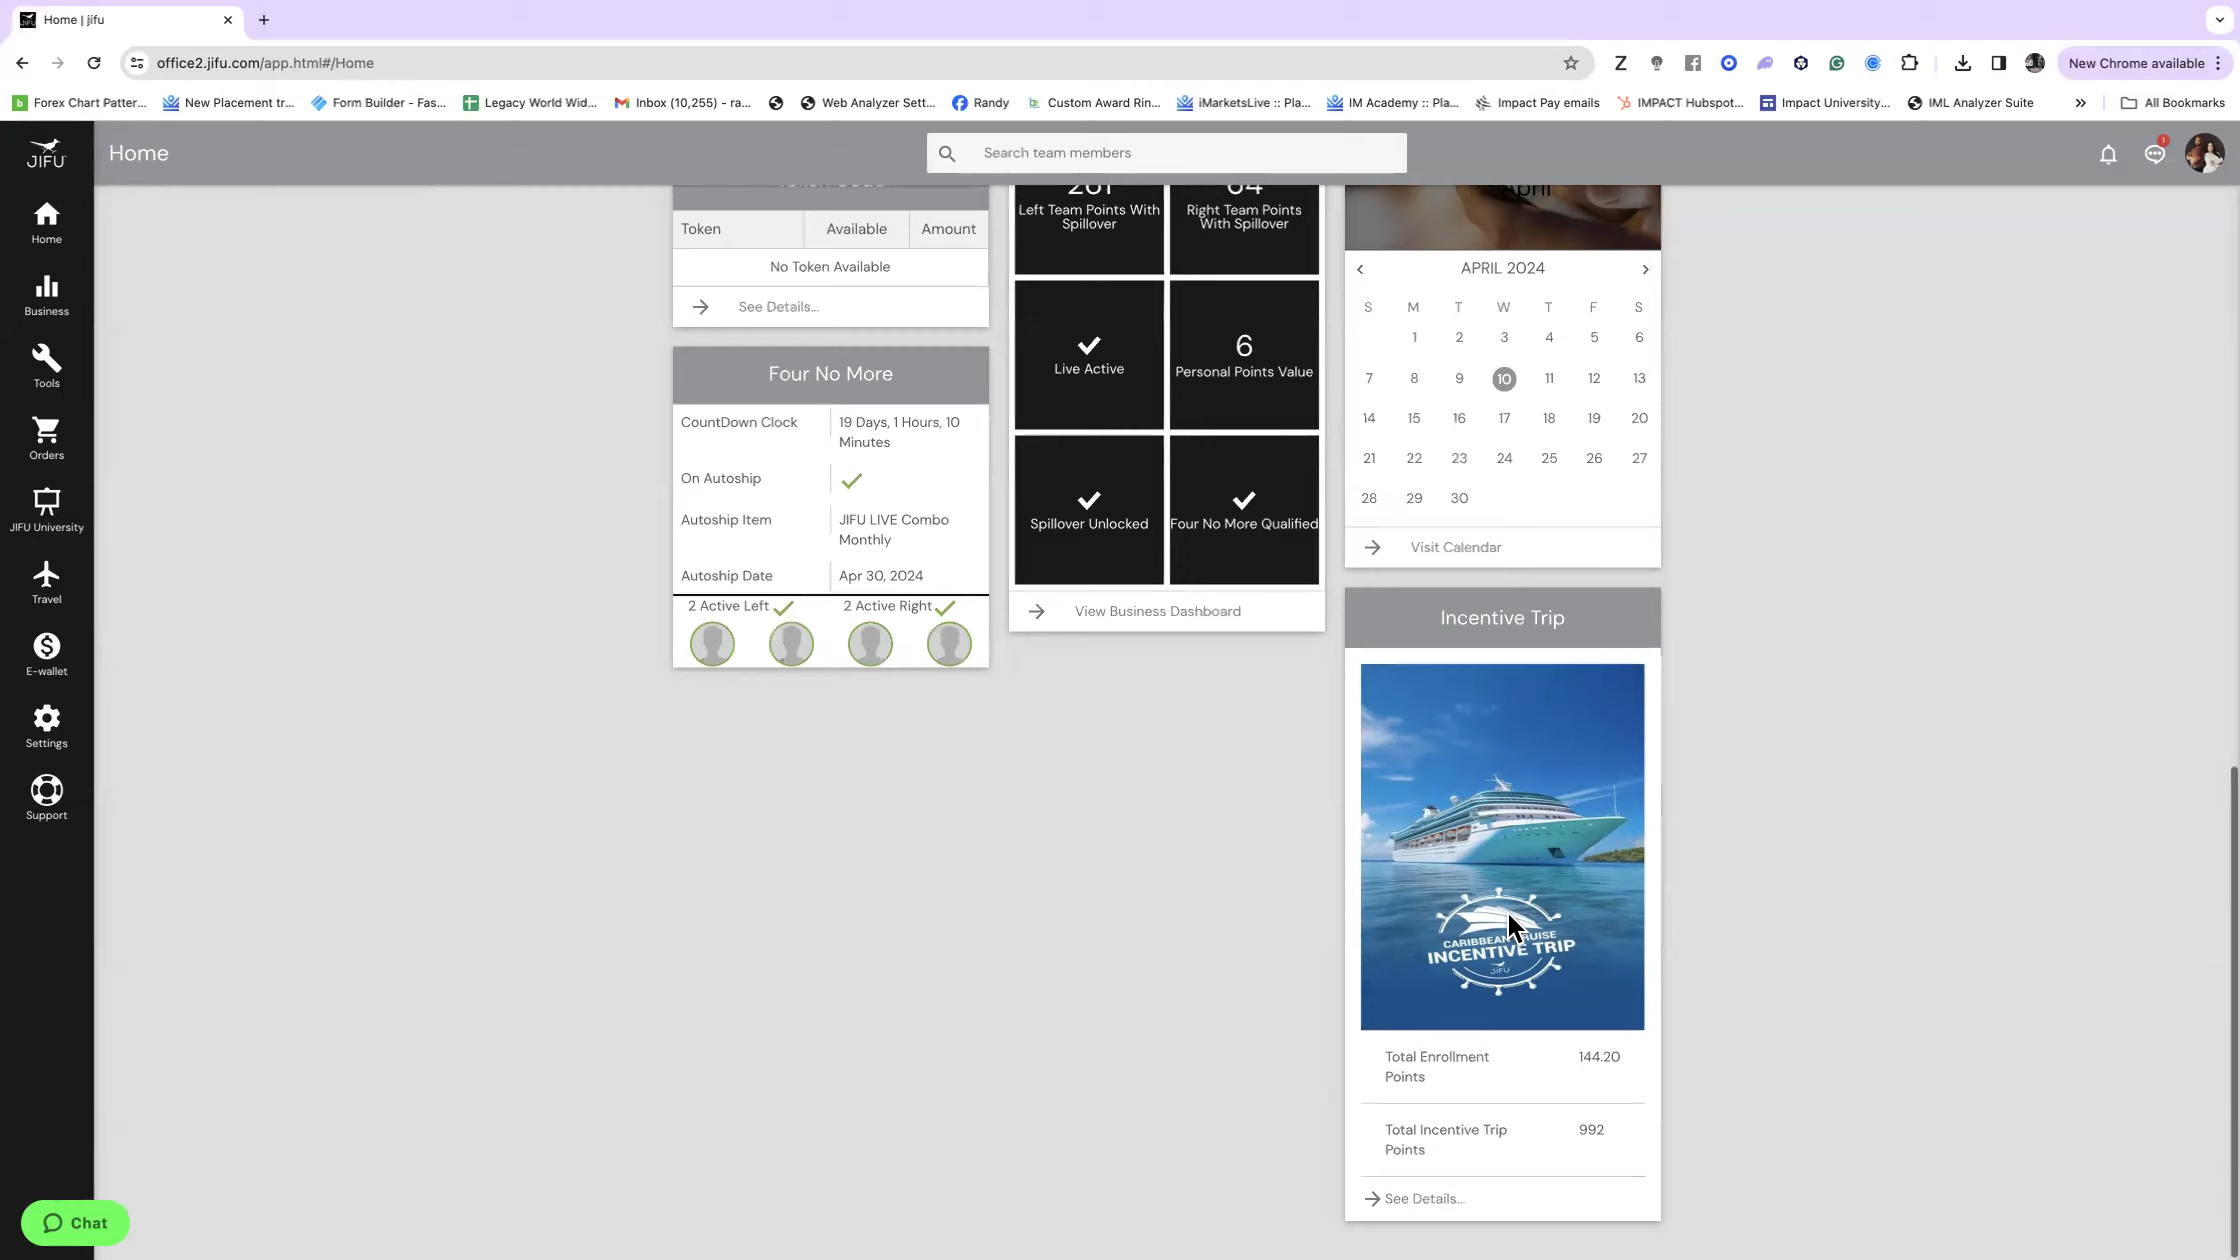 Home | jifu
office2.jifu.com/app.html#/Home
New Chrome available
Forex Chart Patter...
New Placement tr...
Form Builder - Fas...
Legacy World Wid...
Inbox (10,255) - ra...
Web Analyzer Sett...
Randy
Custom Award Rin...
iMarketsLive :: Pla...
IM Academy :: Pla...
Impact Pay emails
IMPACT Hubspot...
Impact University...
IML Analyzer Suite
All Bookmarks
JIFU
Home
Search team members
Home
Business
Tools
Orders
JIFU University
Travel
E-wallet
Settings
Support
Chat
Token Available Amount
No Token Available
See Details...
Four No More
CountDown Clock 19 Days, 1 Hours, 10
Minutes
On Autoship
Autoship Item JIFU LIVE Combo
Monthly
Autoship Date Apr 30, 2024
2 Active Left 2 Active Right
Left Team Points With
Spillover
Right Team Points
With Spillover
Live Active
6
Personal Points Value
Spillover Unlocked
Four No More Qualified
View Business Dashboard
April
APRIL 2024
S M T W T F S
1 2 3 4 5 6
7 8 9 10 11 12 13
14 15 16 17 18 19 20
21 22 23 24 25 26 27
28 29 30
Visit Calendar
Incentive Trip
CARIBBEAN CRUISE
INCENTIVE TRIP
JIFU
Total Enrollment 144.20
Points
Total Incentive Trip 992
Points
See Details...